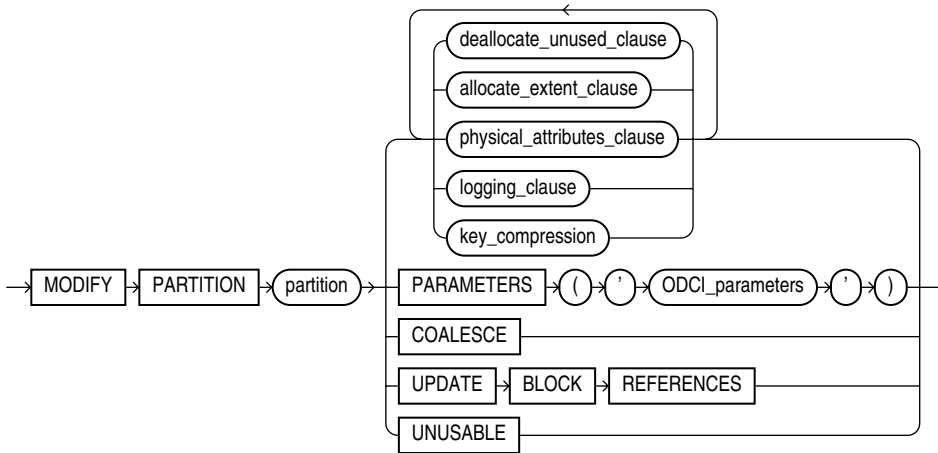 deallocate_unused_clause
allocate_extent_clause
physical_attributes_clause
logging_clause
key_compression
MODIFY PARTITION partition PARAMETERS ( ' ODCI_parameters ' )
COALESCE
UPDATE BLOCK REFERENCES
UNUSABLE